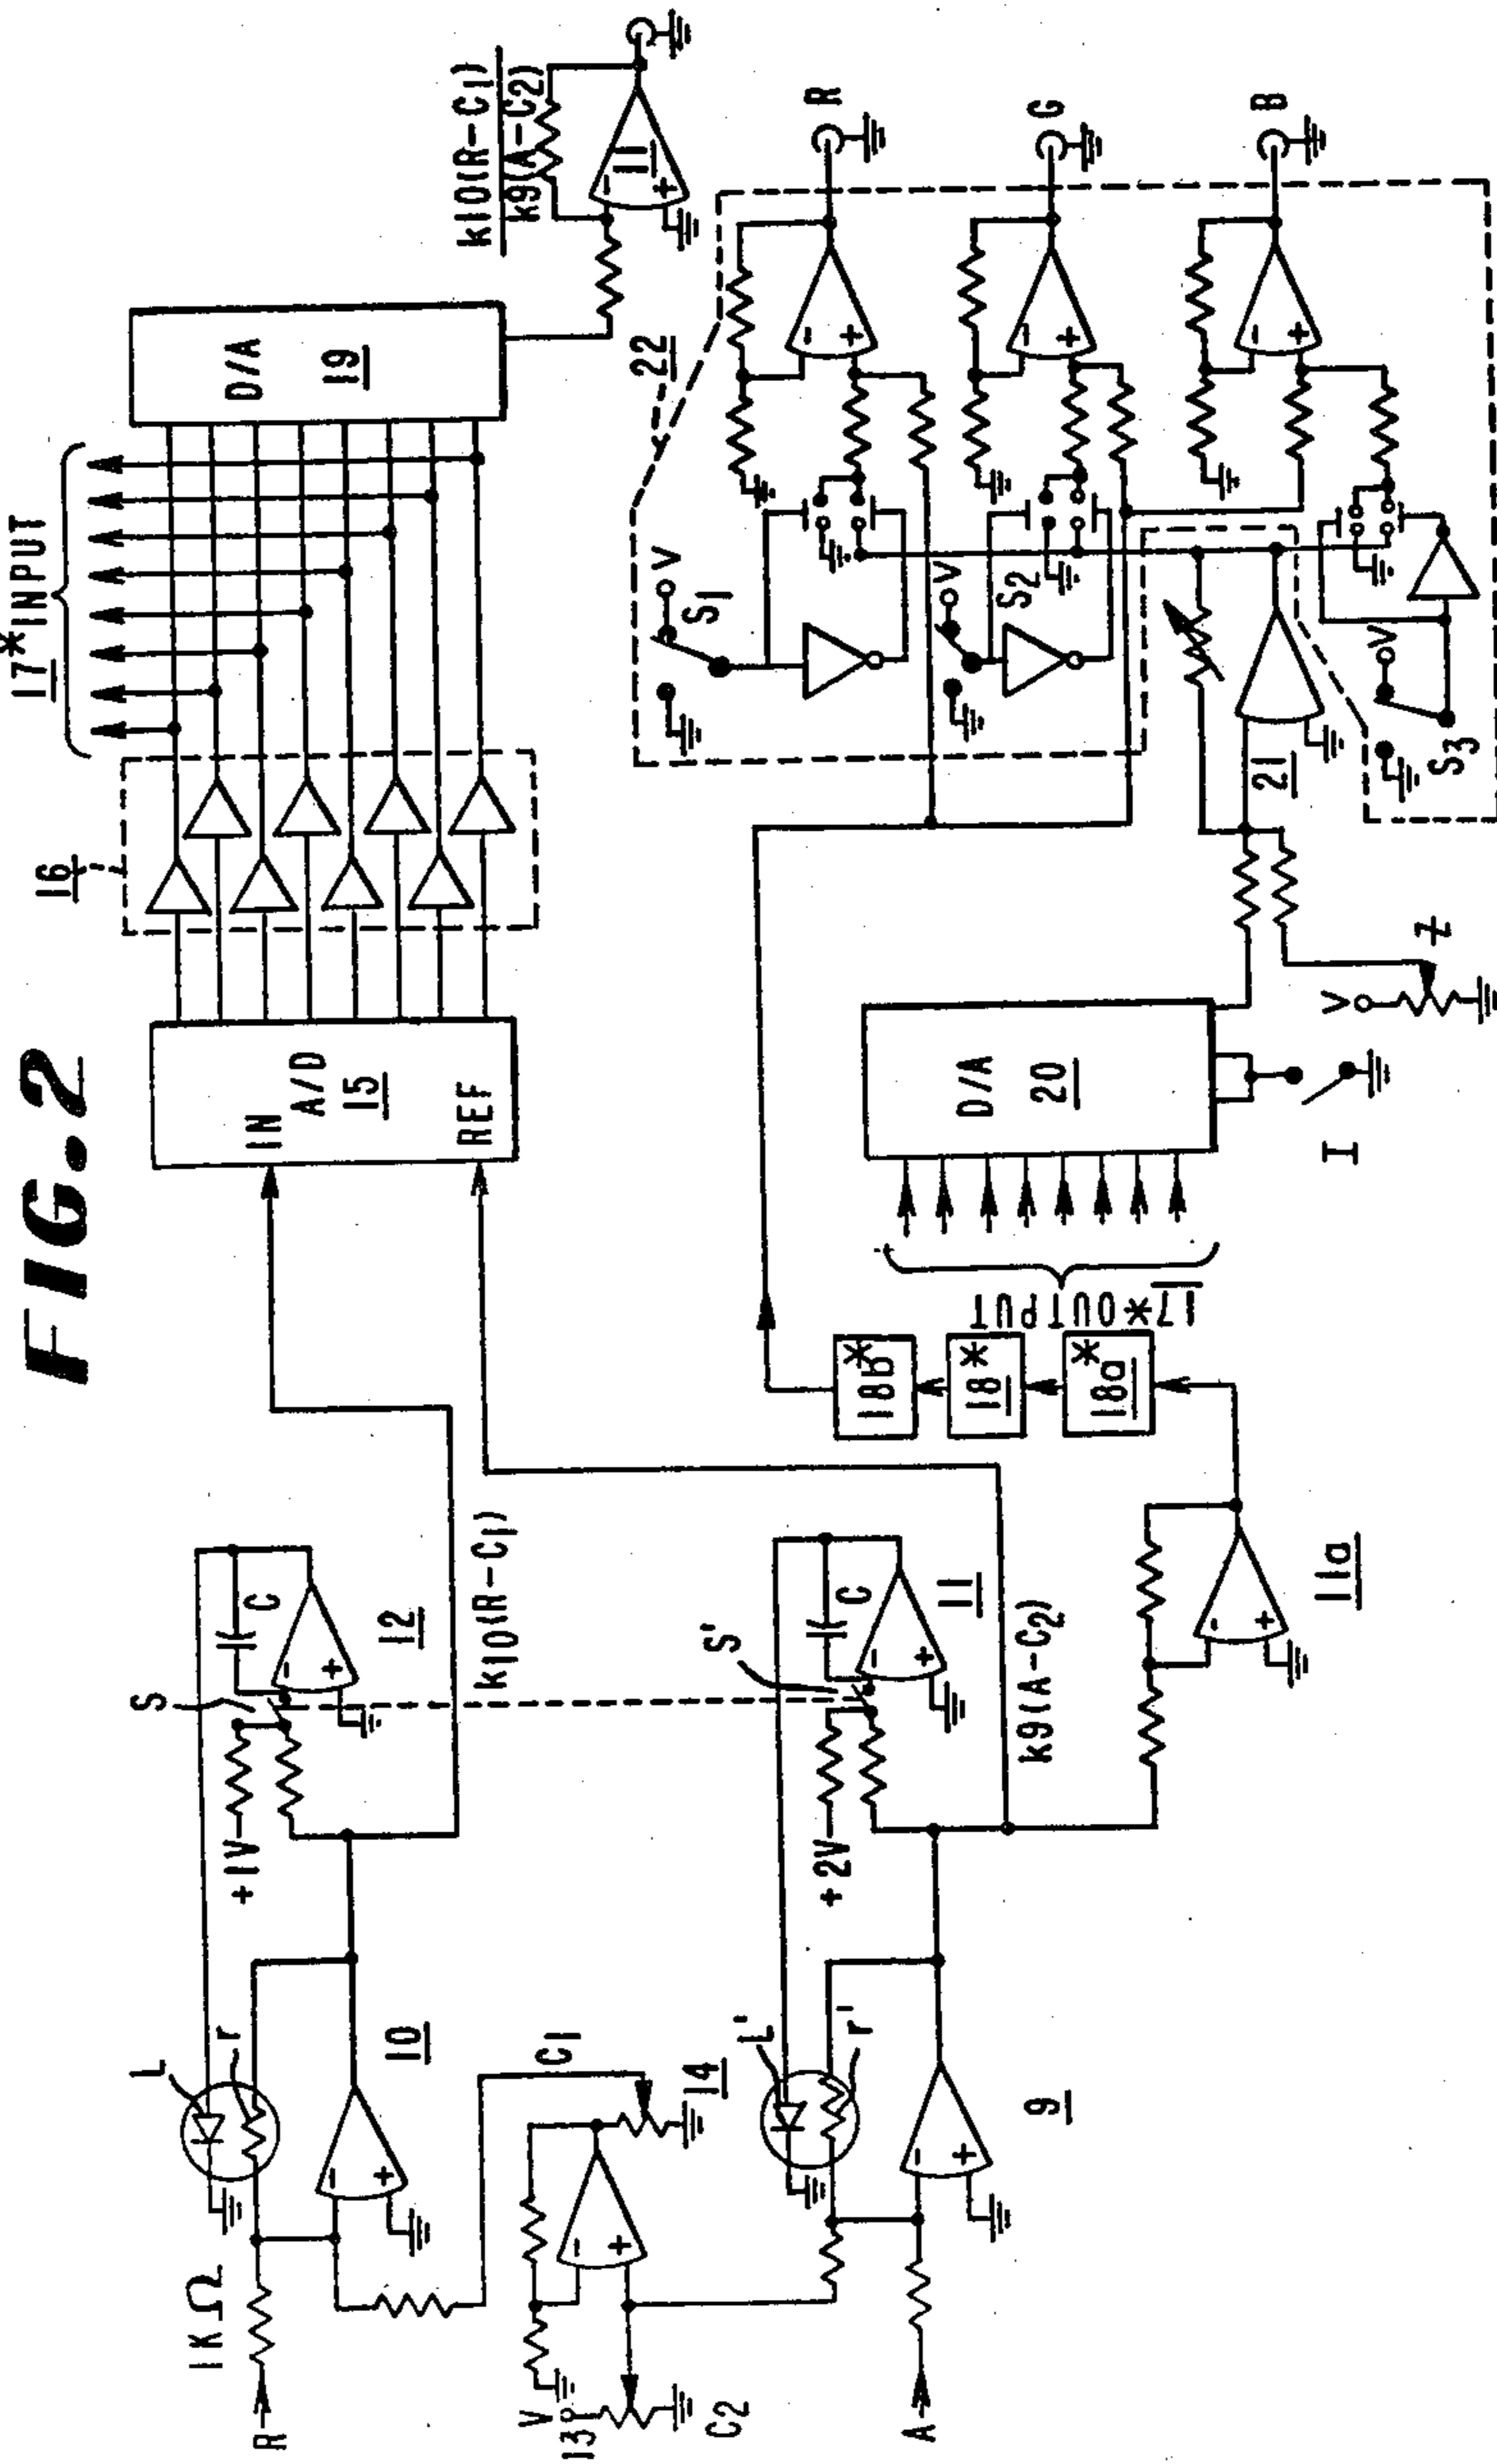 FIG. 2
R
1KΩ
L
r
10
+1V
S
C
12
k10(R-C1)
V
13
C2
14
C1
A
L'
r'
9
+2V
S'
C
11
k9(A-C2)
11a
IN
A/D
15
REF
16
17* INPUT
D/A
19
k10(R-C1)
k9(A-C2)
11
18b*
18*
18a*
17* OUTPUT
D/A
20
I
V
Z
21
22
V
S1
V
S2
V
S3
R
G
B
- +
- +
- +
- +
- +
- +
- +
- +
- +
- +